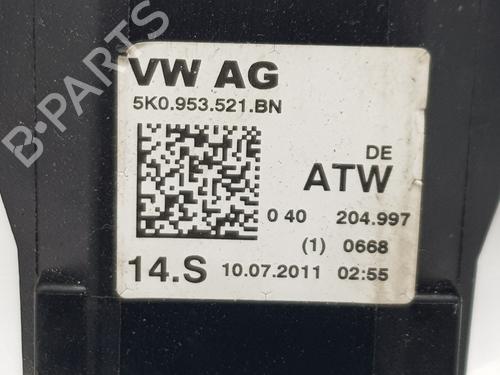 VW AG
5K0.953.521.BN
DE
ATW
0 40 204.997
(1) 0668
14.S 10.07.2011 02:55
B-PARTS